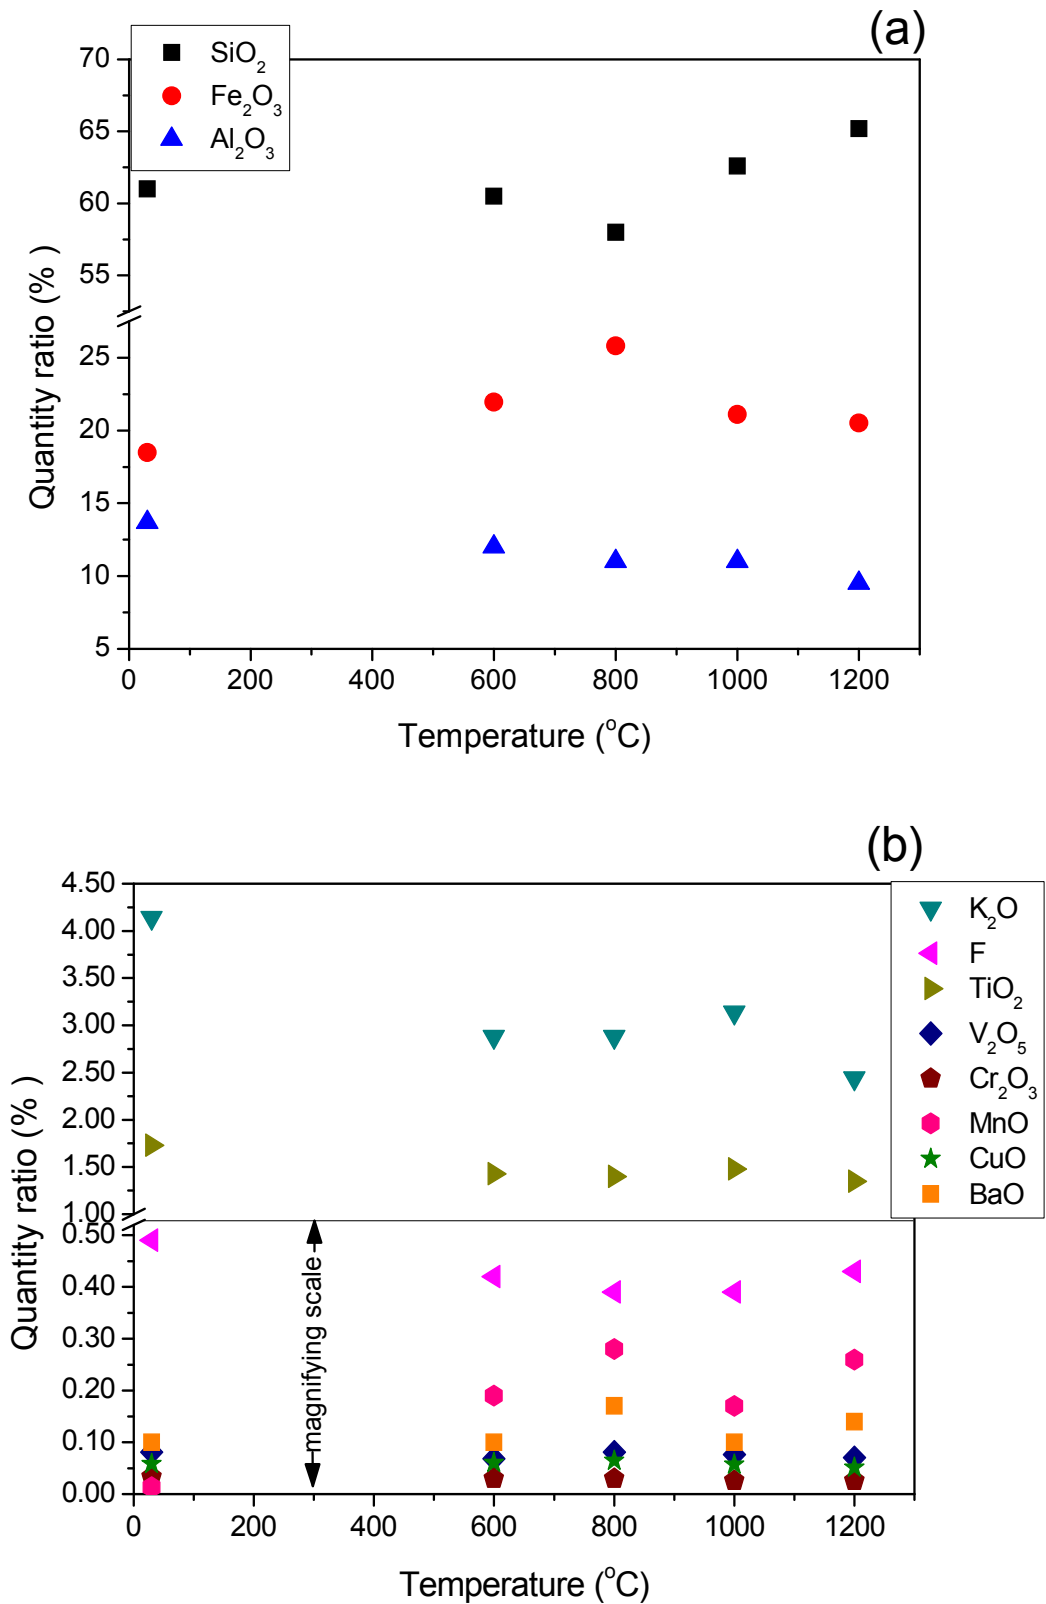 (a)
SiO2
Fe2O3
Al2O3
70
65
60
55
25
20
15
10
5
Quantity ratio (% )
0 200 400 600 800 1000 1200
Temperature (oC)
(b)
4.50
4.00
3.50
3.00
2.50
2.00
1.50
1.00
0.50
0.40
0.30
0.20
0.10
0.00
Quantity ratio (% )
magnifying scale
K2O
F
TiO2
V2O5
Cr2O3
MnO
CuO
BaO
0 200 400 600 800 1000 1200
Temperature (oC)